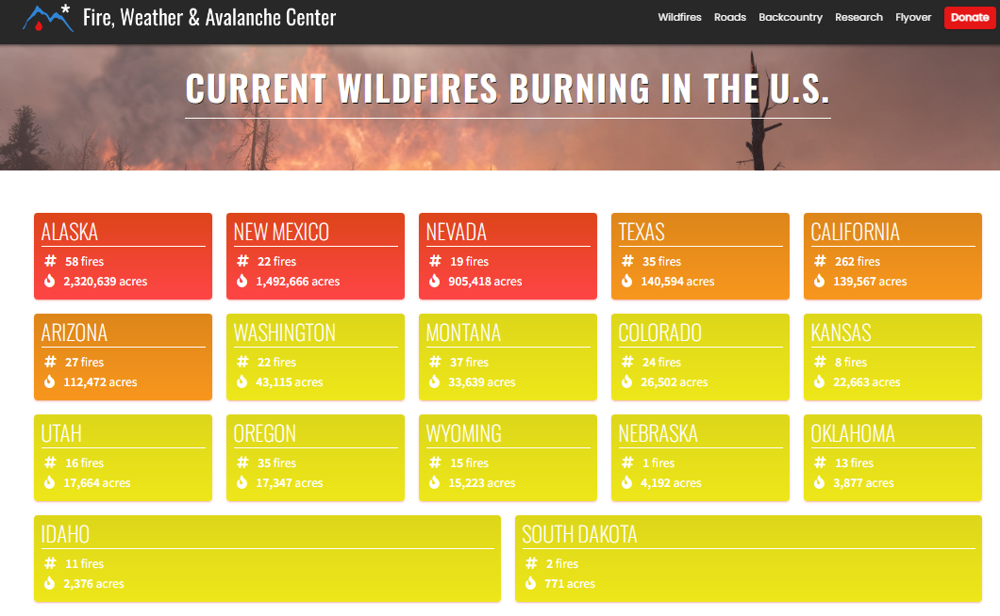 Fire, Weather & Avalanche Center
Wildfires Roads Backcountry Research Flyover Donate
CURRENT WILDFIRES BURNING IN THE U.S.
ALASKA
# 58 fires
2,320,639 acres
NEW MEXICO
# 22 fires
1,492,666 acres
NEVADA
# 19 fires
905,418 acres
TEXAS
# 35 fires
140,594 acres
CALIFORNIA
# 262 fires
139,567 acres
ARIZONA
# 27 fires
112,472 acres
WASHINGTON
# 22 fires
43,115 acres
MONTANA
# 37 fires
33,639 acres
COLORADO
# 24 fires
26,502 acres
KANSAS
# 8 fires
22,663 acres
UTAH
# 16 fires
17,664 acres
OREGON
# 35 fires
17,347 acres
WYOMING
# 15 fires
15,223 acres
NEBRASKA
# 1 fires
4,192 acres
OKLAHOMA
# 13 fires
3,877 acres
IDAHO
# 11 fires
2,376 acres
SOUTH DAKOTA
# 2 fires
771 acres